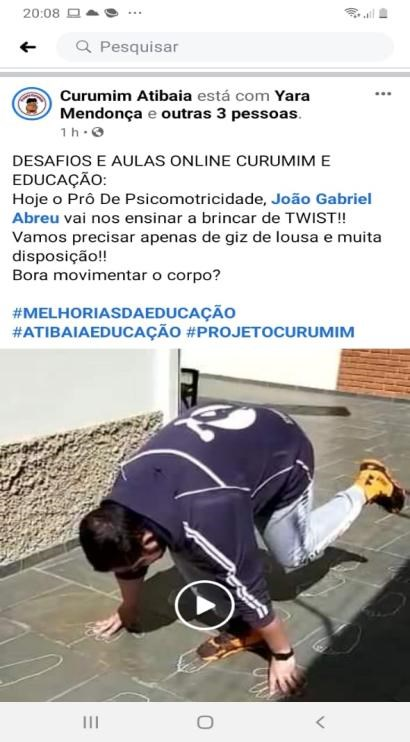 20:08
Pesquisar
Curumim Atibaia está com Yara
Mendonça e outras 3 pessoas.
1 h
DESAFIOS E AULAS ONLINE CURUMIM E
EDUCAÇÃO:
Hoje o Prô De Psicomotricidade, João Gabriel
Abreu vai nos ensinar a brincar de TWIST!!
Vamos precisar apenas de giz de lousa e muita
disposição!!
Bora movimentar o corpo?
#MELHORIASDAEDUCAÇÃO
#ATIBAIAEDUCAÇÃO #PROJETOCURUMIM